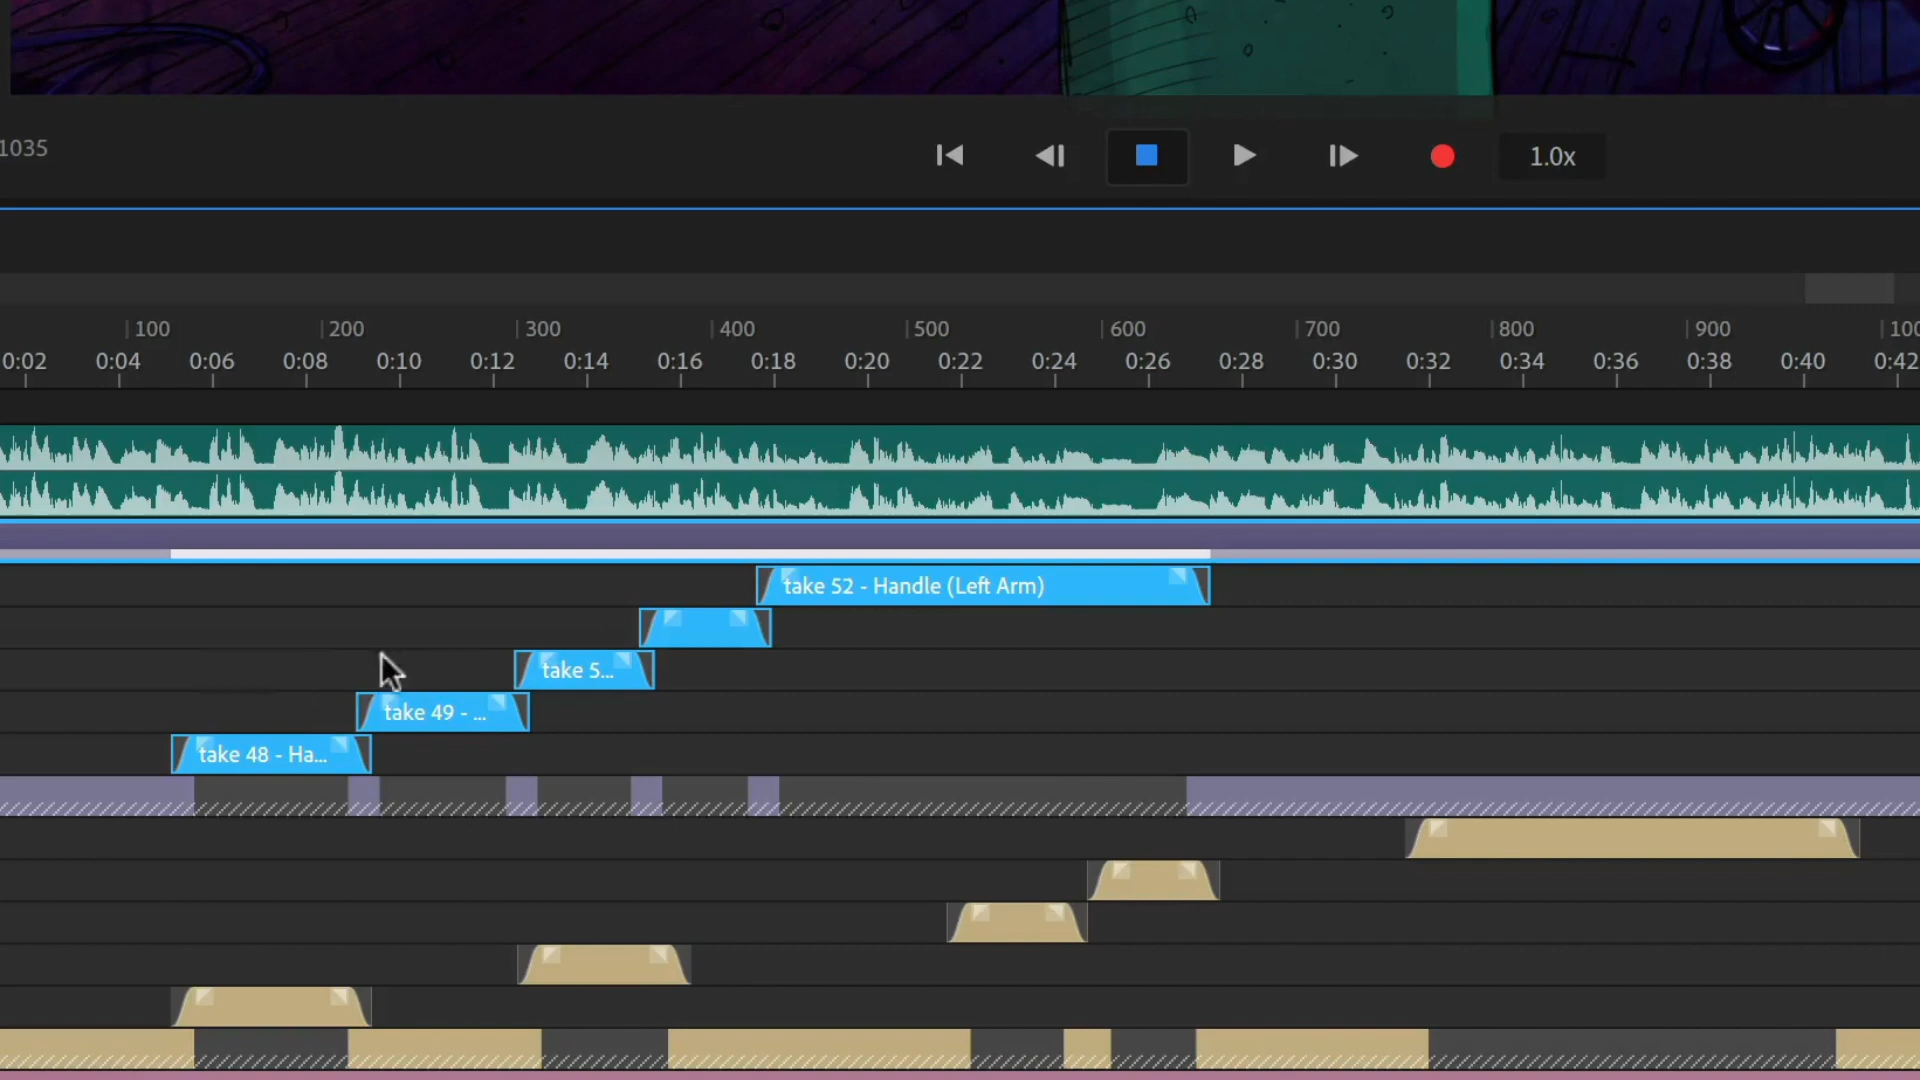 1035
1.0x
100 200 300 400 500 600 700 800 900 100
0:02 0:04 0:06 0:08 0:10 0:12 0:14 0:16 0:18 0:20 0:22 0:24 0:26 0:28 0:30 0:32 0:34 0:36 0:38 0:40 0:42
take 52 - Handle (Left Arm)
take 5...
take 49 - ...
take 48 - Ha...